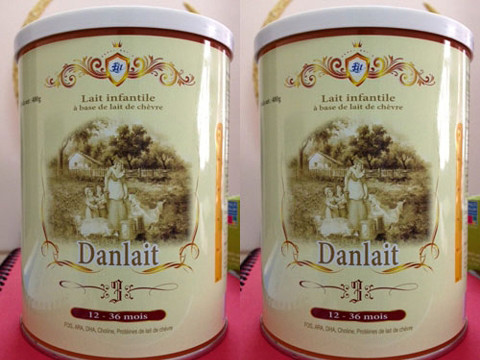 Lait infantile
à base de lait de chèvre
Danlait
3
12 - 36 mois
FOS, ARA, DHA, Choline, Protéines de lait de chèvre
Lait infantile
à base de lait de chèvre
Danlait
3
12 - 36 mois
FOS, ARA, DHA, Choline, Protéines de lait de chèvre